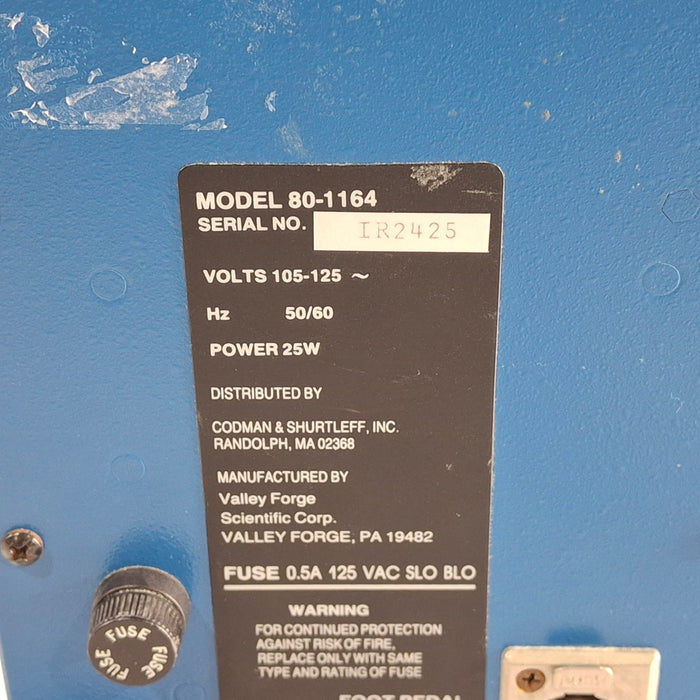 MODEL 80-1164
SERIAL NO. IR2425
VOLTS 105-125 ~
Hz 50/60
POWER 25W
DISTRIBUTED BY
CODMAN & SHURTLEFF, INC.
RANDOLPH, MA 02368
MANUFACTURED BY
Valley Forge
Scientific Corp.
VALLEY FORGE, PA 19482
FUSE 0.5A 125 VAC SLO BLO
WARNING
FOR CONTINUED PROTECTION
AGAINST RISK OF FIRE,
REPLACE ONLY WITH SAME
TYPE AND RATING OF FUSE
FOOT PEDAL
FUSE
FUSE
FUSE